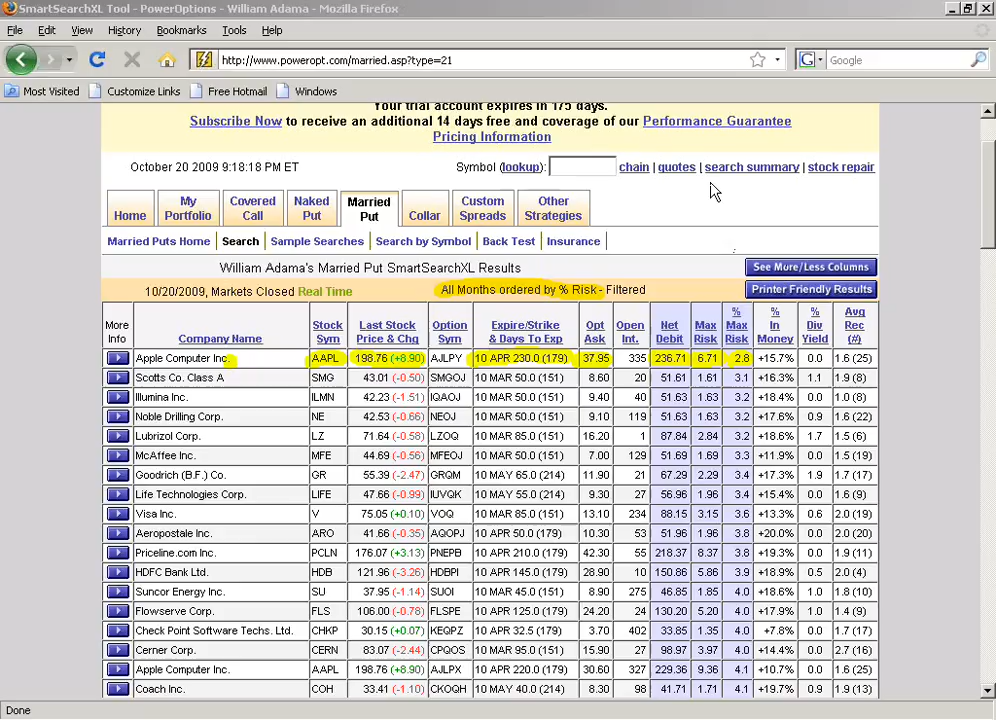 SmartSearchXL Tool - PowerOptions - William Adama - Mozilla Firefox
File Edit View History Bookmarks Tools Help
http://www.poweropt.com/married.asp?type=21 Google
Most Visited Customize Links Free Hotmail Windows
Your trial account expires in 175 days.
Subscribe Now to receive an additional 14 days free and coverage of our Performance Guarantee
Pricing Information
October 20 2009 9:18:18 PM ET Symbol (lookup): chain | quotes | search summary | stock repair
Home My Portfolio Covered Call Naked Put Married Put Collar Custom Spreads Other Strategies
Married Puts Home Search Sample Searches Search by Symbol Back Test Insurance
William Adama's Married Put SmartSearchXL Results See More/Less Columns
10/20/2009, Markets Closed Real Time All Months ordered by % Risk - Filtered Printer Friendly Results
More Info Company Name Stock Sym Last Stock Price & Chg Option Sym Expire/Strike & Days To Exp Opt Ask Open Int. Net Debit Max Risk % Max Risk % In Money % Div Yield Avg Rec (#)
Apple Computer Inc. AAPL 198.76 (+8.90) AJLPY 10 APR 230.0 (179) 37.95 335 236.71 6.71 2.8 +15.7% 0.0 1.6 (25)
Scotts Co. Class A SMG 43.01 (-0.50) SMGOJ 10 MAR 50.0 (151) 8.60 20 51.61 1.61 3.1 +16.3% 1.1 1.9 (8)
Illumina Inc. ILMN 42.23 (-1.51) IQAOJ 10 MAR 50.0 (151) 9.40 40 51.63 1.63 3.2 +18.4% 0.0 1.0 (8)
Noble Drilling Corp. NE 42.53 (-0.66) NEOJ 10 MAR 50.0 (151) 9.10 119 51.63 1.63 3.2 +17.6% 0.9 1.6 (22)
Lubrizol Corp. LZ 71.64 (-0.58) LZOQ 10 MAR 85.0 (151) 16.20 1 87.84 2.84 3.2 +18.6% 1.7 1.5 (6)
McAfee Inc. MFE 44.69 (-0.56) MFEOJ 10 MAR 50.0 (151) 7.00 129 51.69 1.69 3.3 +11.9% 0.0 1.5 (19)
Goodrich (B.F.) Co. GR 55.39 (-2.47) GRQM 10 MAY 65.0 (214) 11.90 21 67.29 2.29 3.4 +17.3% 1.9 1.4 (17)
Life Technologies Corp. LIFE 47.66 (-0.99) IUVQK 10 MAY 55.0 (214) 9.30 27 56.96 1.96 3.4 +15.4% 0.0 1.6 (9)
Visa Inc. V 75.05 (+0.10) VOQ 10 MAR 85.0 (151) 13.10 234 88.15 3.15 3.6 +13.3% 0.6 2.0 (19)
Aeropostale Inc. ARO 41.66 (-0.35) AQOPJ 10 APR 50.0 (179) 10.30 53 51.96 1.96 3.8 +20.0% 0.0 2.0 (20)
Priceline.com Inc. PCLN 176.07 (+3.13) PNEPB 10 APR 210.0 (179) 42.30 55 218.37 8.37 3.8 +19.3% 0.0 1.9 (11)
HDFC Bank Ltd. HDB 121.96 (-3.26) HDBPI 10 APR 145.0 (179) 28.90 10 150.86 5.86 3.9 +18.9% 0.5 2.0 (4)
Suncor Energy Inc. SU 37.95 (-1.14) SUOI 10 MAR 45.0 (151) 8.90 275 46.85 1.85 3.9 +18.6% 1.0 1.8 (10)
Flowserve Corp. FLS 106.00 (-0.78) FLSPE 10 APR 125.0 (179) 24.20 24 130.20 5.20 4.0 +17.9% 1.0 1.4 (9)
Check Point Software Techs. Ltd. CHKP 30.15 (+0.07) KEQPZ 10 APR 32.5 (179) 3.70 402 33.85 1.35 4.0 +7.8% 0.0 1.7 (17)
Cerner Corp. CERN 83.07 (-2.44) CPQOS 10 MAR 95.0 (151) 15.90 27 98.97 3.97 4.0 +14.4% 0.0 2.7 (16)
Apple Computer Inc. AAPL 198.76 (+8.90) AJLPX 10 APR 220.0 (179) 30.60 327 229.36 9.36 4.1 +10.7% 0.0 1.6 (25)
Coach Inc. COH 33.41 (-1.10) CKOQH 10 MAY 40.0 (214) 8.30 98 41.71 1.71 4.1 +19.7% 0.9 1.9 (13)
Done